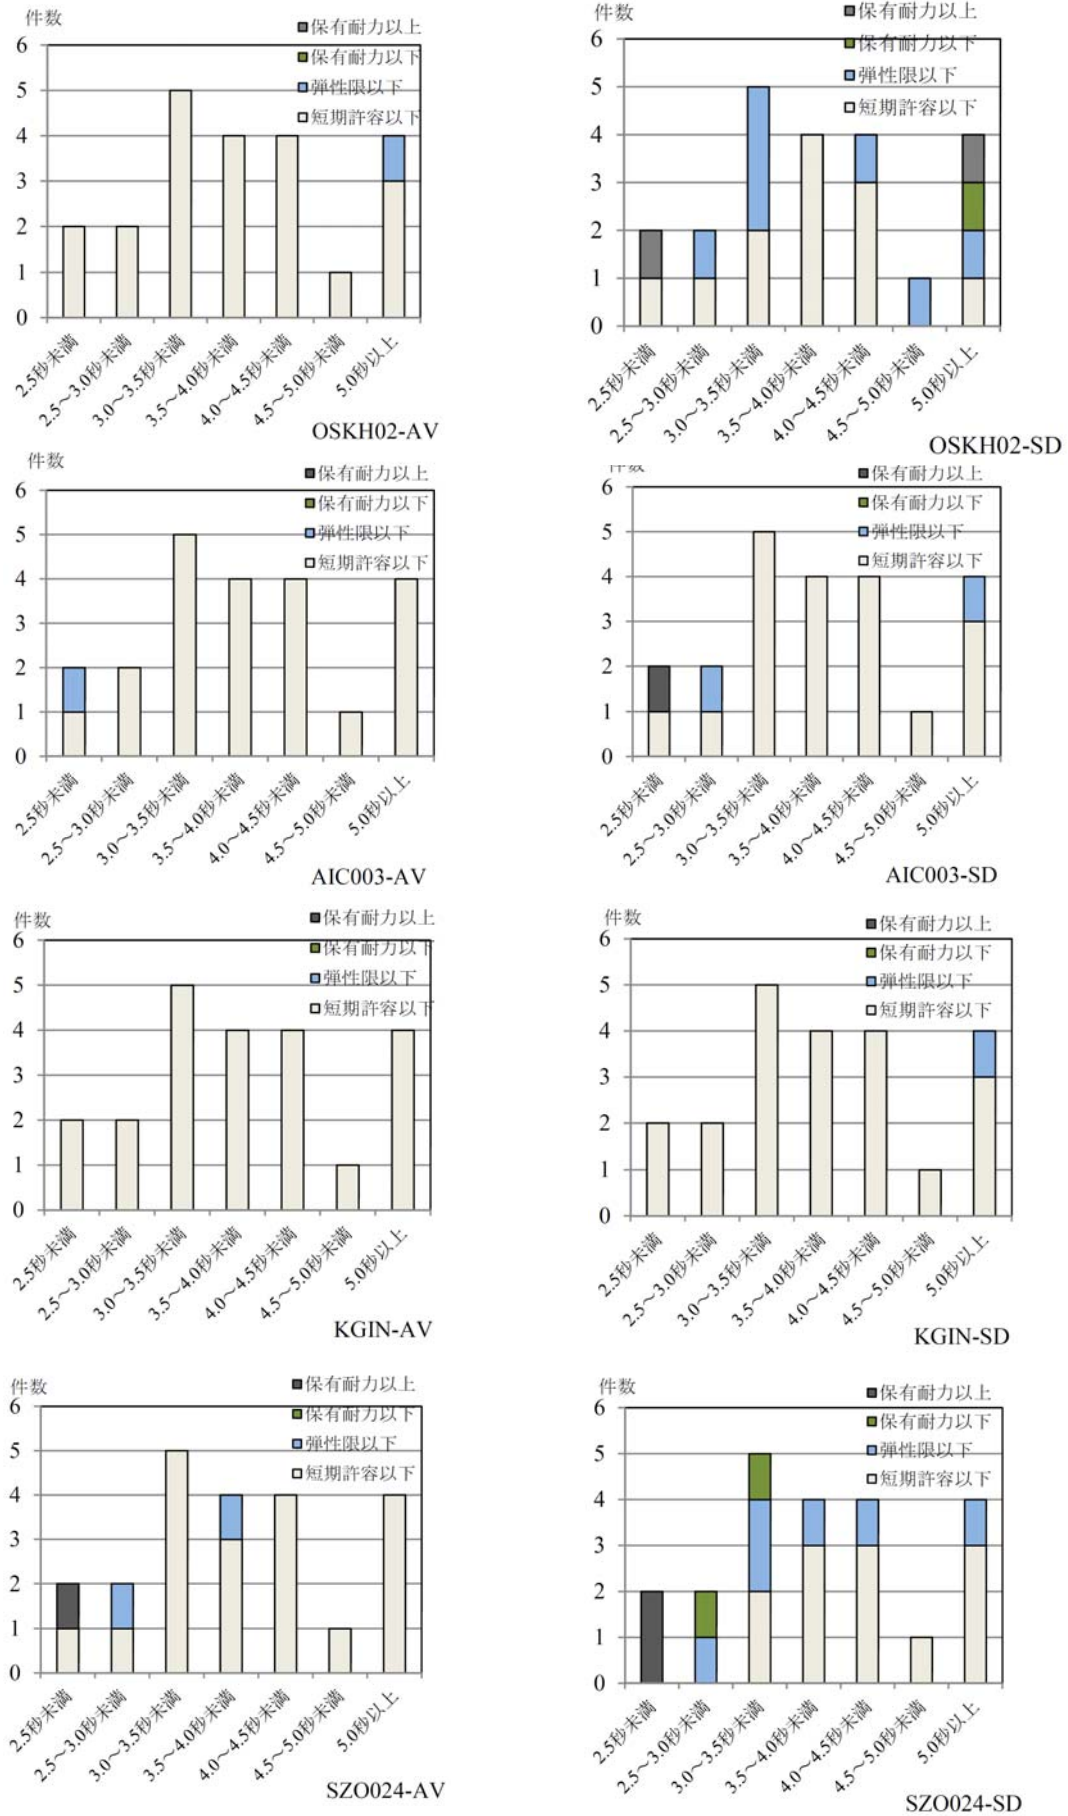 件数
■保有耐力以上
■保有耐力以下
■弾性限以下
□短期許容以下
6
5
4
3
2
1
0
2.5秒未満
2.5～3.0秒未満
3.0～3.5秒未満
3.5～4.0秒未満
4.0～4.5秒未満
4.5～5.0秒未満
5.0秒以上
OSKH02-AV
件数
■保有耐力以上
■保有耐力以下
■弾性限以下
□短期許容以下
6
5
4
3
2
1
0
2.5秒未満
2.5～3.0秒未満
3.0～3.5秒未満
3.5～4.0秒未満
4.0～4.5秒未満
4.5～5.0秒未満
5.0秒以上
OSKH02-SD
件数
■保有耐力以上
■保有耐力以下
■弾性限以下
□短期許容以下
6
5
4
3
2
1
0
2.5秒未満
2.5～3.0秒未満
3.0～3.5秒未満
3.5～4.0秒未満
4.0～4.5秒未満
4.5～5.0秒未満
5.0秒以上
AIC003-AV
件数
■保有耐力以上
■保有耐力以下
■弾性限以下
□短期許容以下
6
5
4
3
2
1
0
2.5秒未満
2.5～3.0秒未満
3.0～3.5秒未満
3.5～4.0秒未満
4.0～4.5秒未満
4.5～5.0秒未満
5.0秒以上
AIC003-SD
件数
■保有耐力以上
■保有耐力以下
■弾性限以下
□短期許容以下
6
5
4
3
2
1
0
2.5秒未満
2.5～3.0秒未満
3.0～3.5秒未満
3.5～4.0秒未満
4.0～4.5秒未満
4.5～5.0秒未満
5.0秒以上
KGIN-AV
件数
■保有耐力以上
■保有耐力以下
■弾性限以下
□短期許容以下
6
5
4
3
2
1
0
2.5秒未満
2.5～3.0秒未満
3.0～3.5秒未満
3.5～4.0秒未満
4.0～4.5秒未満
4.5～5.0秒未満
5.0秒以上
KGIN-SD
件数
■保有耐力以上
■保有耐力以下
■弾性限以下
□短期許容以下
6
5
4
3
2
1
0
2.5秒未満
2.5～3.0秒未満
3.0～3.5秒未満
3.5～4.0秒未満
4.0～4.5秒未満
4.5～5.0秒未満
5.0秒以上
SZO024-AV
件数
■保有耐力以上
■保有耐力以下
■弾性限以下
□短期許容以下
6
5
4
3
2
1
0
2.5秒未満
2.5～3.0秒未満
3.0～3.5秒未満
3.5～4.0秒未満
4.0～4.5秒未満
4.5～5.0秒未満
5.0秒以上
SZO024-SD